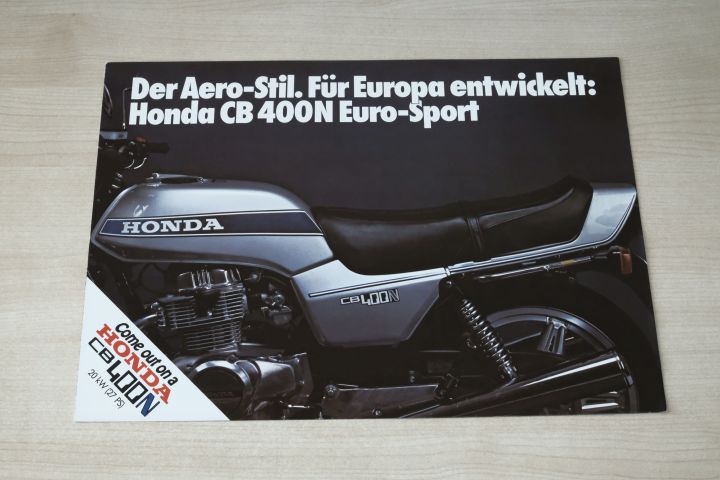 Der Aero-Stil. Für Europa entwickelt:
Honda CB 400N Euro-Sport
HONDA
CB400N
Come out on a
HONDA
CB400N
20 kW (27 PS)
HONDA